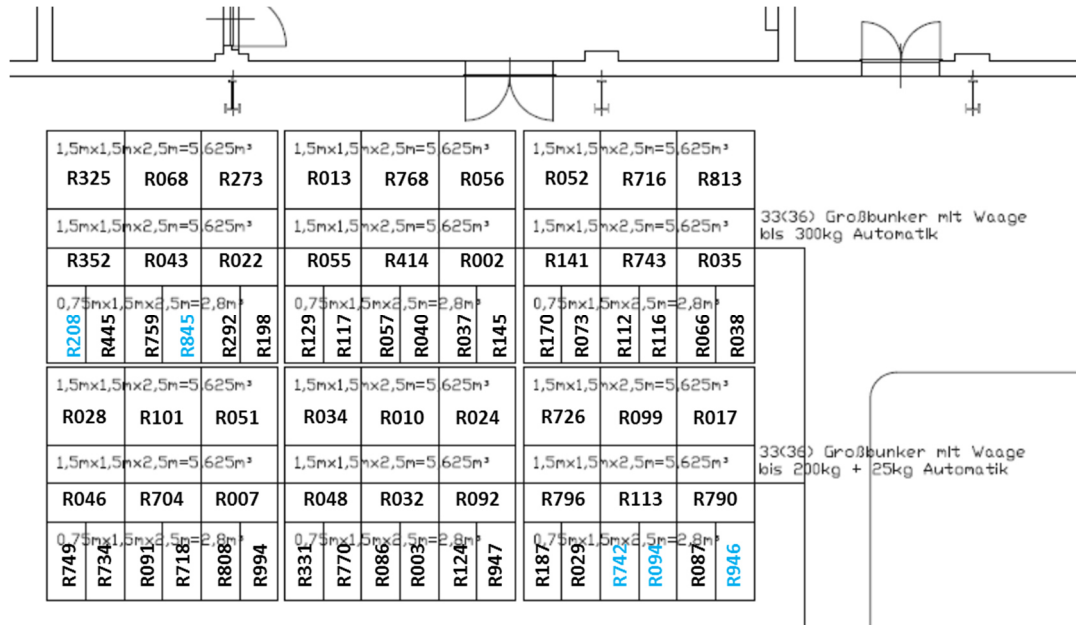 1,5mx1,5mx2,5m=5,625m³ 1,5mx1,5mx2,5m=5,625m³ 1,5mx1,5mx2,5m=5,625m³
R325 R068 R273 R013 R768 R056 R052 R716 R813
33(36) Großbunker mit Waage
bis 300kg Automatik
1,5mx1,5mx2,5m=5,625m³ 1,5mx1,5mx2,5m=5,625m³ 1,5mx1,5mx2,5m=5,625m³
R352 R043 R022 R055 R414 R002 R141 R743 R035
0,75mx1,5mx2,5m=2,8m³ 0,75mx1,5mx2,5m=2,8m³ 0,75mx1,5mx2,5m=2,8m³
R208 R445 R759 R845 R292 R198 R129 R117 R057 R040 R037 R145 R170 R073 R112 R116 R066 R038
1,5mx1,5mx2,5m=5,625m³ 1,5mx1,5mx2,5m=5,625m³ 1,5mx1,5mx2,5m=5,625m³
R028 R101 R051 R034 R010 R024 R726 R099 R017
33(36) Großbunker mit Waage
bis 200kg + 25kg Automatik
1,5mx1,5mx2,5m=5,625m³ 1,5mx1,5mx2,5m=5,625m³ 1,5mx1,5mx2,5m=5,625m³
R046 R704 R007 R048 R032 R092 R796 R113 R790
0,75mx1,5mx2,5m=2,8m³ 0,75mx1,5mx2,5m=2,8m³ 0,75mx1,5mx2,5m=2,8m³
R749 R734 R091 R718 R808 R994 R331 R770 R086 R003 R124 R947 R187 R029 R742 R094 R087 R946